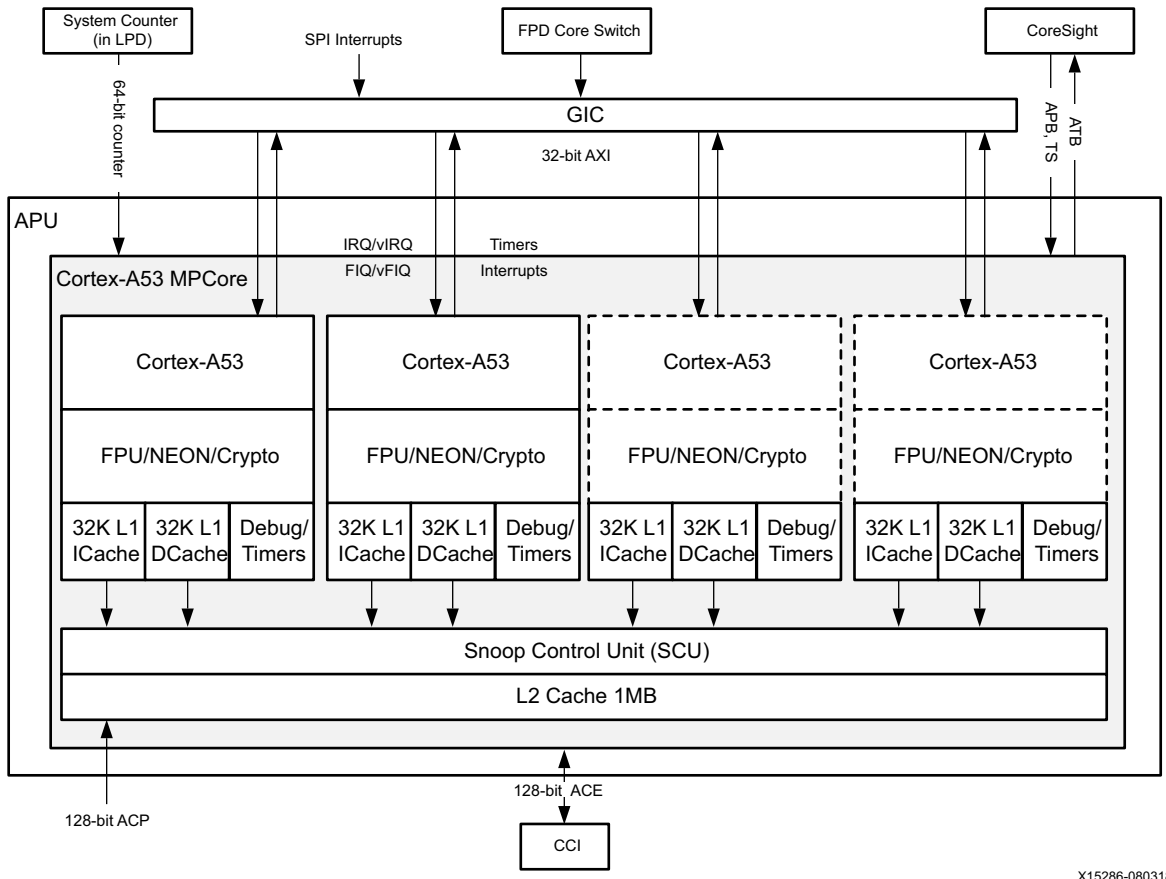 System Counter
(in LPD)
SPI Interrupts
FPD Core Switch
CoreSight
64-bit counter
GIC
APB, TS
ATB
32-bit AXI
APU
IRQ/vIRQ
Timers
FIQ/vFIQ
Interrupts
Cortex-A53 MPCore
Cortex-A53
Cortex-A53
Cortex-A53
Cortex-A53
FPU/NEON/Crypto
FPU/NEON/Crypto
FPU/NEON/Crypto
FPU/NEON/Crypto
32K L1
ICache
32K L1
DCache
Debug/
Timers
32K L1
ICache
32K L1
DCache
Debug/
Timers
32K L1
ICache
32K L1
DCache
Debug/
Timers
32K L1
ICache
32K L1
DCache
Debug/
Timers
Snoop Control Unit (SCU)
L2 Cache 1MB
128-bit ACE
128-bit ACP
CCI
X15286-080318